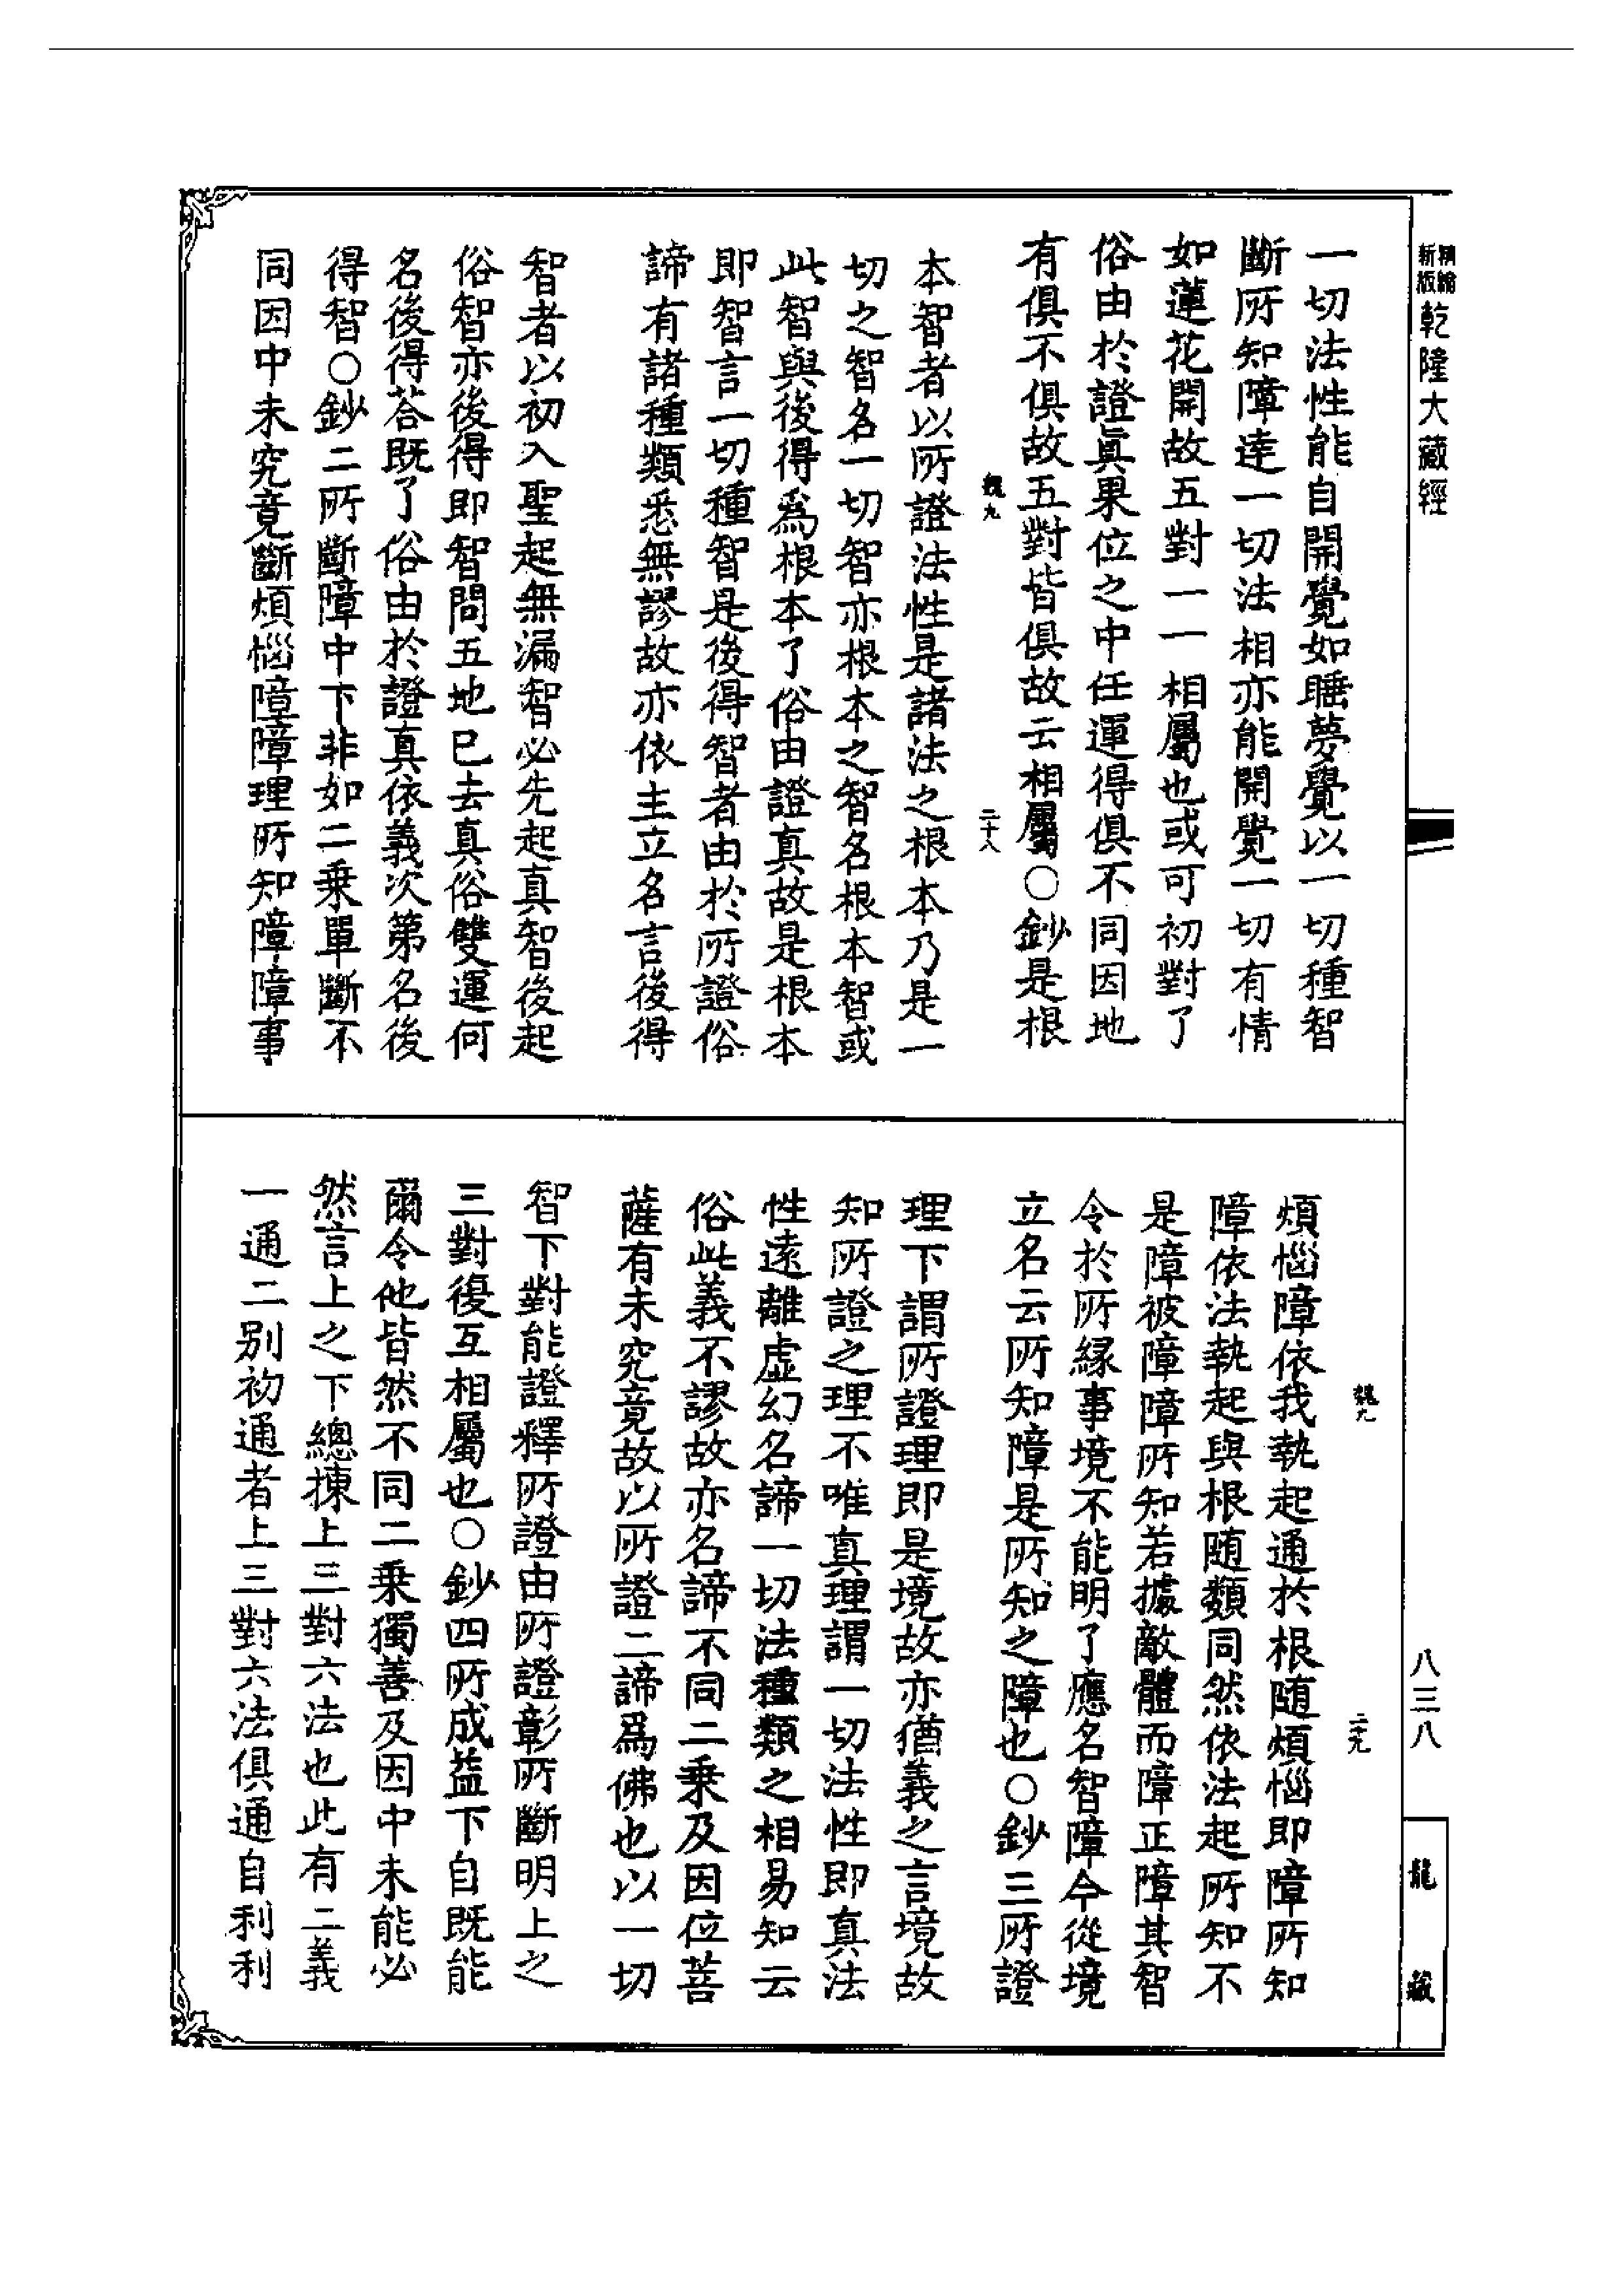 精編
新版
乾隆大藏經
一切法性能自開覺如睡夢覺以一切種智
斷所知障達一切法相亦能開覺一切有情
如蓮花開故五對一一相屬也或可初對了
俗由於證眞果位之中任運得俱不同因地
有俱不俱故五對皆俱故云相屬○鈔是根
魏九
二十八
本智者以所證法性是諸法之根本乃是一
切之智名一切智亦根本之智名根本智或
此智與後得爲根本了俗由證真故是根本
即智言一切種智是後得智者由於所證俗
諦有諸種類悉無謬故亦依主立名言後得
智者以初入聖起無漏智必先起真智後起
俗智亦後得即智問五地已去真俗雙運何
名後得荅既了俗由於證真依義次第名後
得智○鈔二所斷障中下非如二乘單斷不
同因中未究竟斷煩惱障障理所知障障事
煩惱障依我執起通於根随煩惱即障所知
障依法執起與根随類同然依法起所知不
是障被障障所知若據敵體而障正障其智
令於所緣事境不能明了應名智障今從境
立名云所知障是所知之障也○鈔三所證
魏九
二十九
理下謂所證理即是境故亦猶義之言境故
知所證之理不唯真理謂一切法性即真法
性遠離虛幻名諦一切法種類之相易知云
俗此義不謬故亦名諦不同二乘及因位菩
薩有未究竟故以所證二諦爲佛也以一切
智下對能證釋所證由所證彰所斷明上之
三對復互相屬也○鈔四所成益下自既能
爾令他皆然不同二乘獨善及因中未能必
然言上之下總揀上三對六法也此有二義
一通二別初通者上三對六法俱通自利利
八三八
龍藏